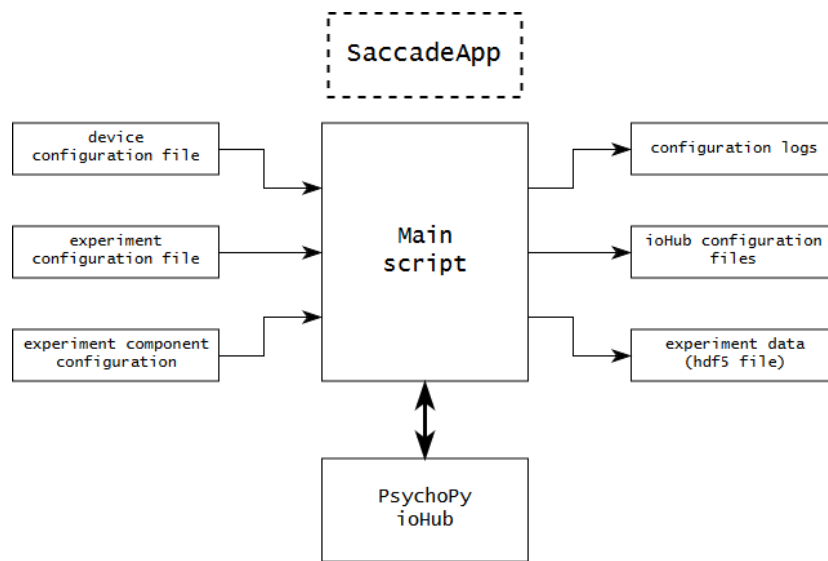 SaccadeApp
device
configuration file
experiment
configuration file
experiment component
configuration
Main
script
configuration logs
ioHub configuration
files
experiment data
(hdf5 file)
PsychoPy
ioHub